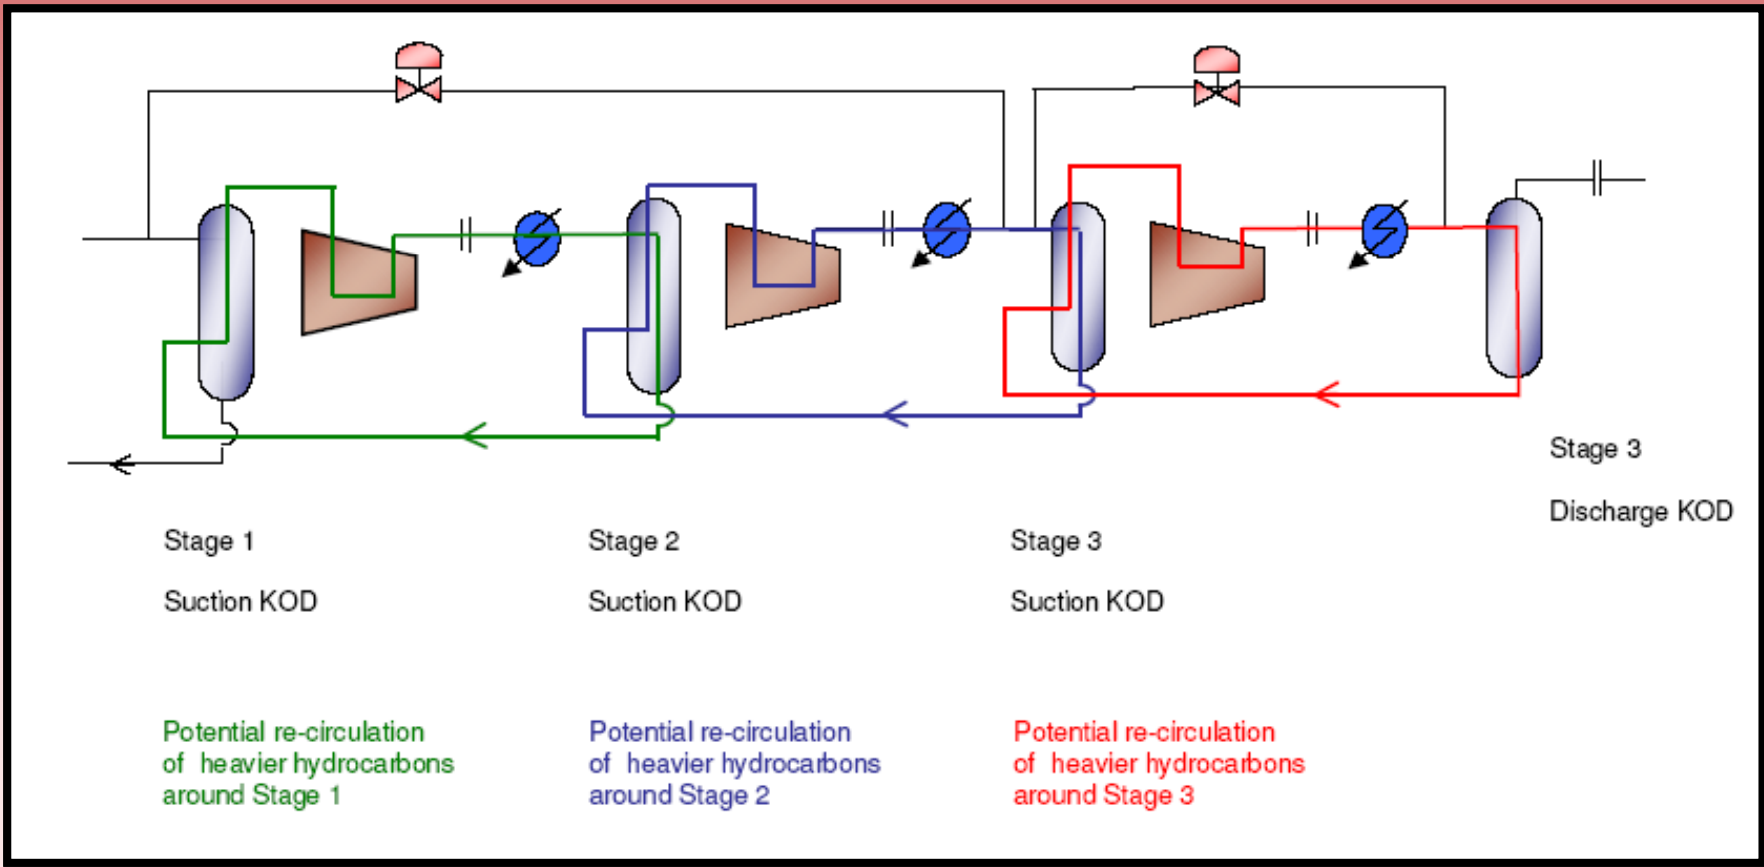 Stage 3
Discharge KOD
Stage 1
Suction KOD
Stage 2
Suction KOD
Stage 3
Suction KOD
Potential re-circulation
of heavier hydrocarbons
around Stage 1
Potential re-circulation
of heavier hydrocarbons
around Stage 2
Potential re-circulation
of heavier hydrocarbons
around Stage 3